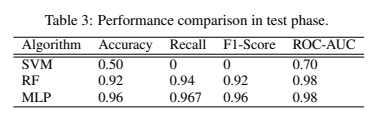 Table 3: Performance comparison in test phase.
Algorithm Accuracy Recall F1-Score ROC-AUC
SVM 0.50 0 0 0.70
RF 0.92 0.94 0.92 0.98
MLP 0.96 0.967 0.96 0.98